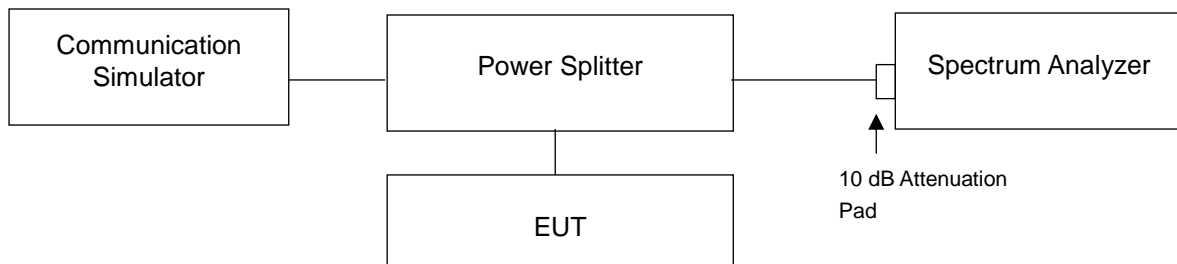 Communication
Simulator
Power Splitter
Spectrum Analyzer
10 dB Attenuation
Pad
EUT